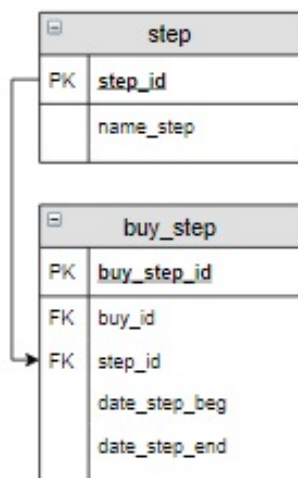 step
PK step_id
name_step
buy_step
PK buy_step_id
FK buy_id
FK step_id
date_step_beg
date_step_end